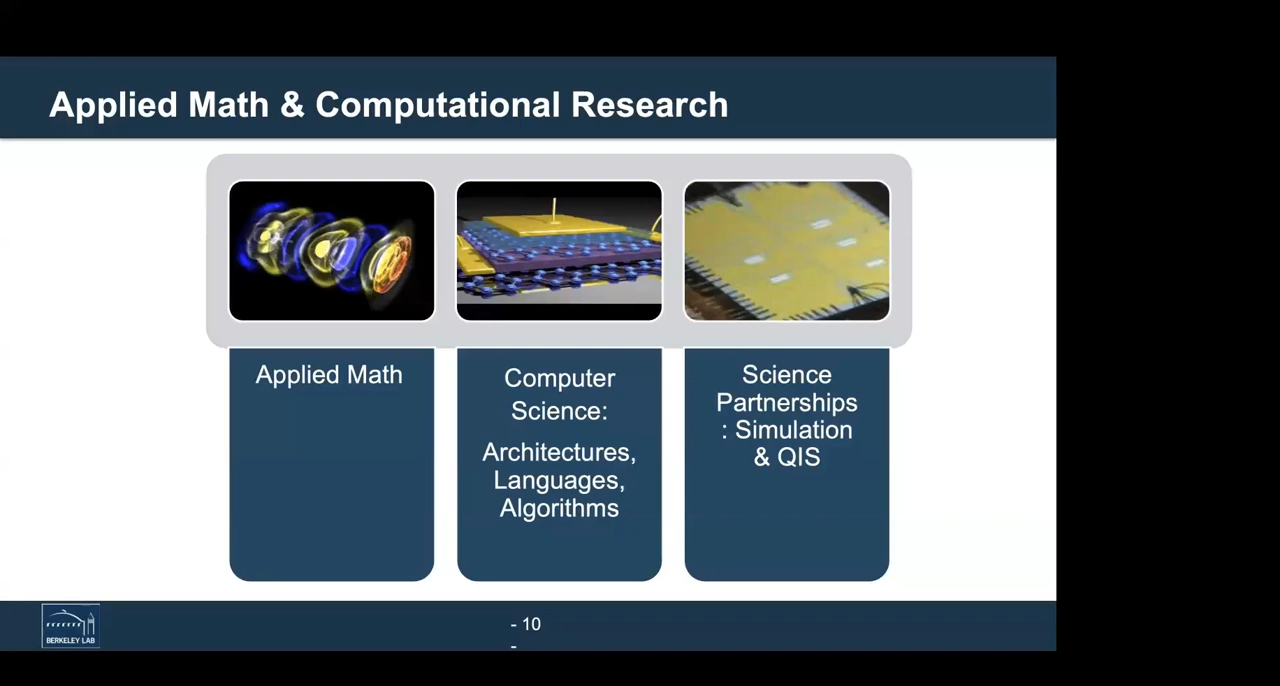 Applied Math & Computational Research
Applied Math
Computer
Science:
Architectures,
Languages,
Algorithms
Science
Partnerships
: Simulation
& QIS
BERKELEY LAB
- 10
-